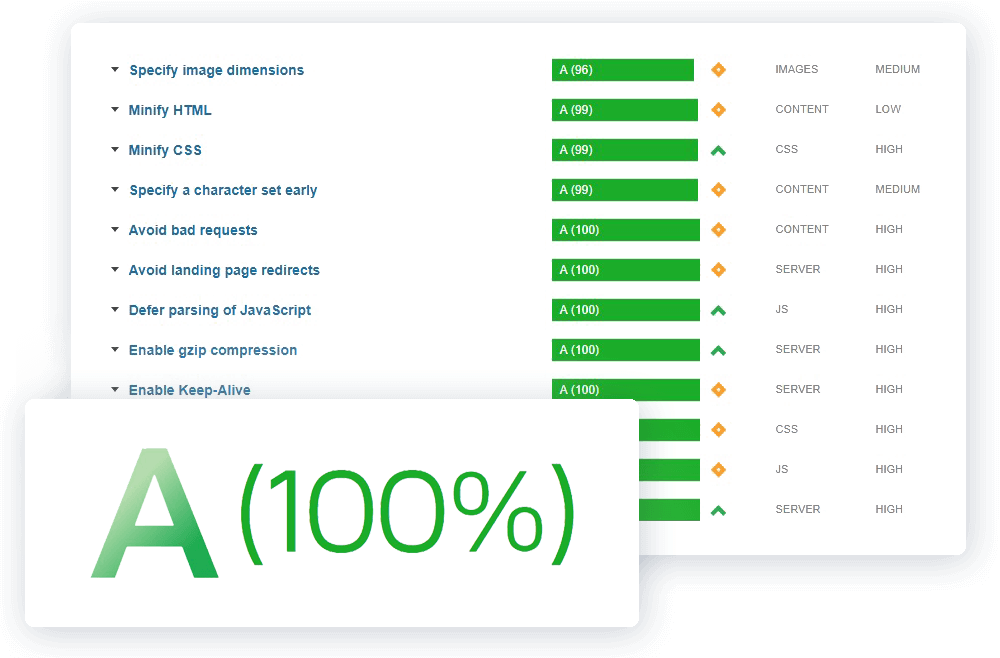 Specify image dimensions A (96) IMAGES MEDIUM
Minify HTML A (99) CONTENT LOW
Minify CSS A (99) CSS HIGH
Specify a character set early A (99) CONTENT MEDIUM
Avoid bad requests A (100) CONTENT HIGH
Avoid landing page redirects A (100) SERVER HIGH
Defer parsing of JavaScript A (100) JS HIGH
Enable gzip compression A (100) SERVER HIGH
Enable Keep-Alive A (100) SERVER HIGH
CSS HIGH
JS HIGH
SERVER HIGH
A (100%)